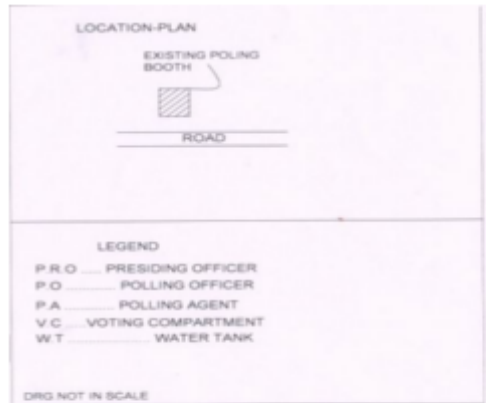 LOCATION-PLAN
EXISTING POLING
BOOTH
ROAD
LEGEND
P.R.O ..... PRESIDING OFFICER
P.O ............. POLLING OFFICER
P.A ............. POLLING AGENT
V.C .... VOTING COMPARTMENT
W.T ..................... WATER TANK
DRG.NOT IN SCALE